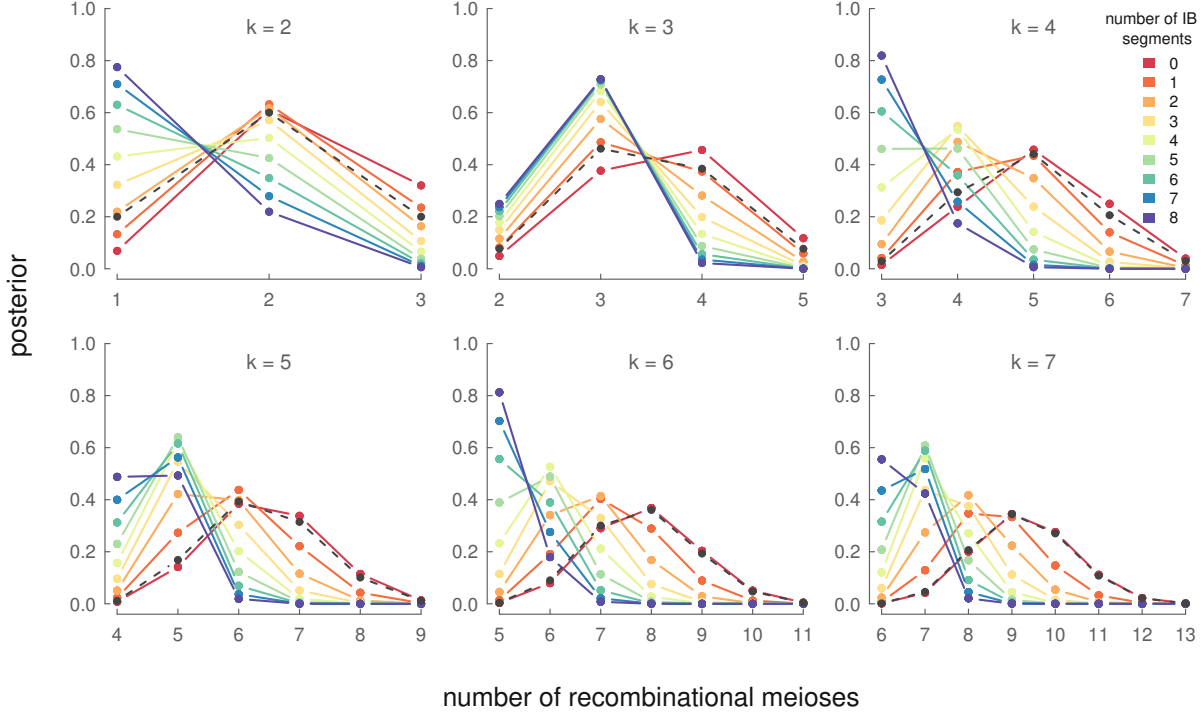 k = 2
1.0
0.8
0.6
0.4
0.2
0.0
1 2 3
k = 3
1.0
0.8
0.6
0.4
0.2
0.0
2 3 4 5
k = 4
1.0
0.8
0.6
0.4
0.2
0.0
3 4 5 6 7
number of IB
segments
0
1
2
3
4
5
6
7
8
posterior
k = 5
1.0
0.8
0.6
0.4
0.2
0.0
4 5 6 7 8 9
k = 6
1.0
0.8
0.6
0.4
0.2
0.0
5 6 7 8 9 10 11
k = 7
1.0
0.8
0.6
0.4
0.2
0.0
6 7 8 9 10 11 12 13
number of recombinational meioses